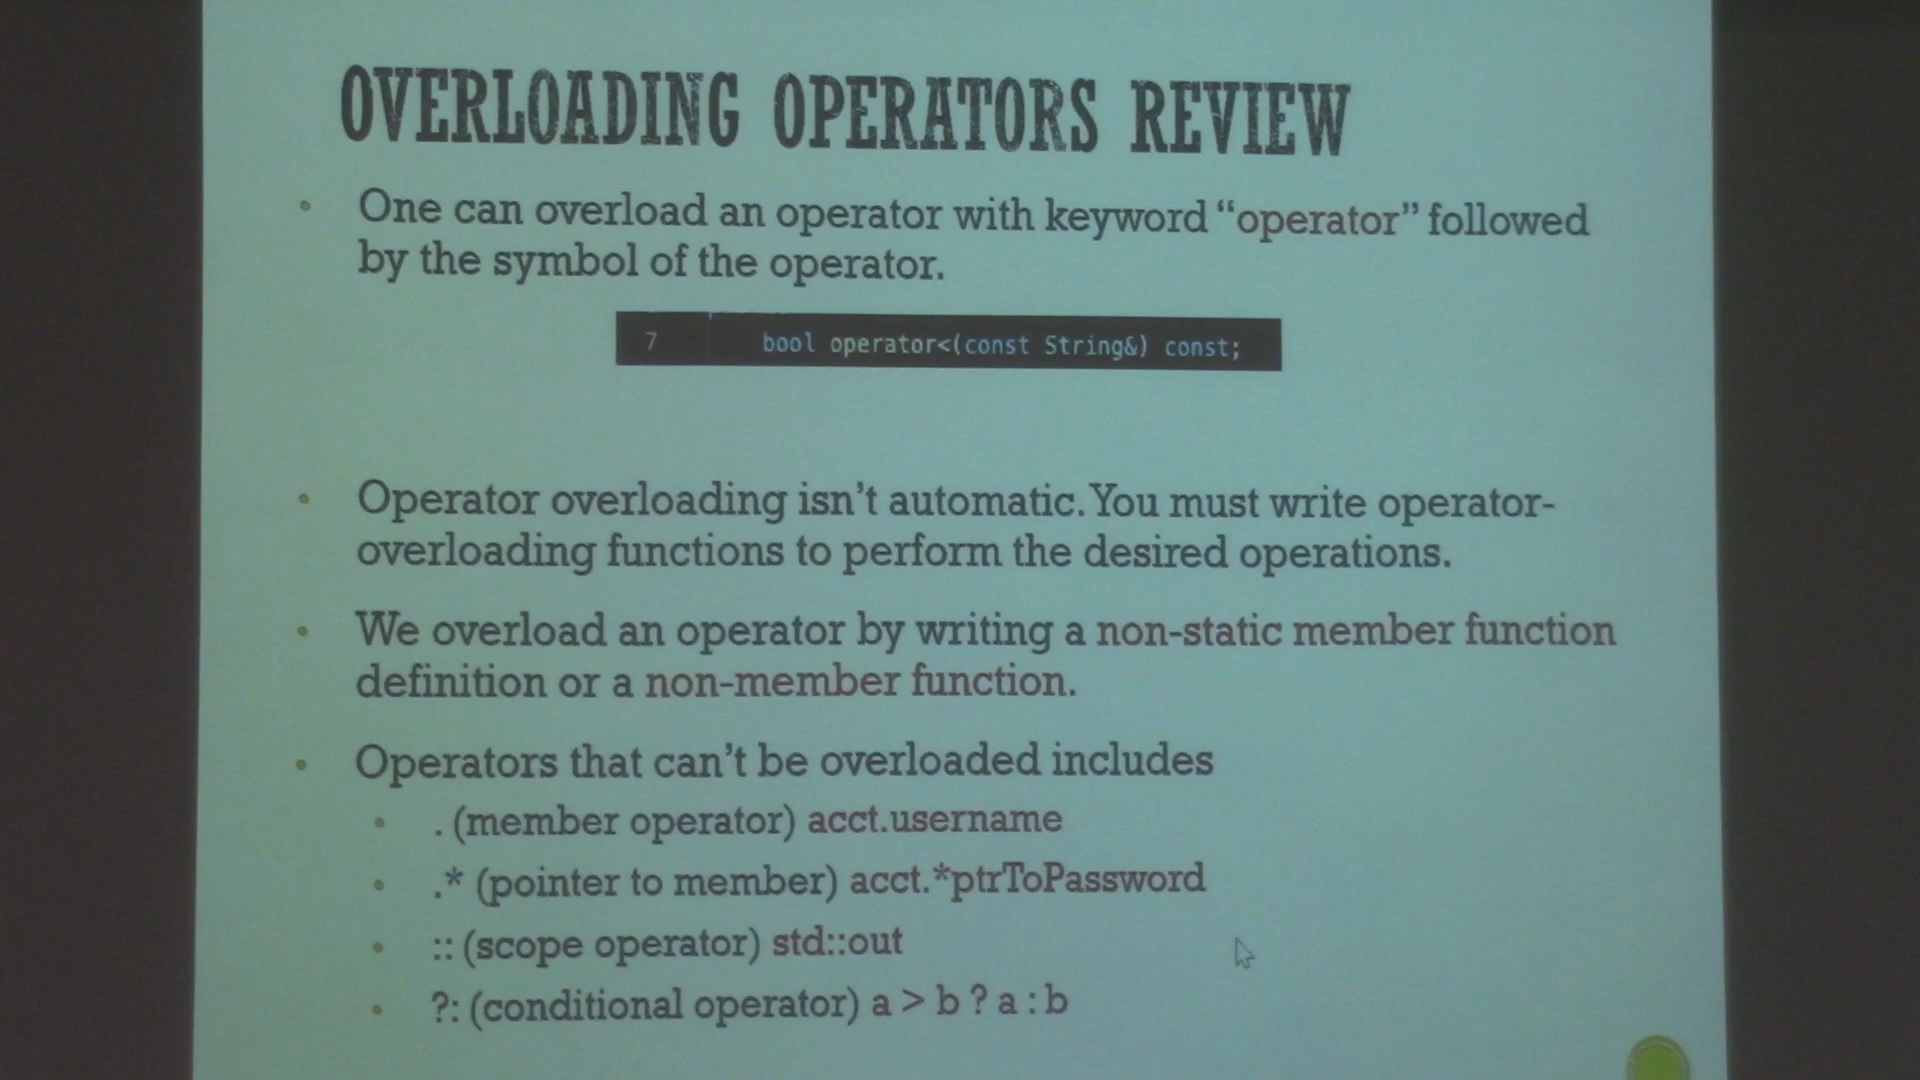 OVERLOADING OPERATORS REVIEW
• One can overload an operator with keyword “operator” followed
by the symbol of the operator.
7 bool operator<(const String&) const;
• Operator overloading isn’t automatic. You must write operator-
overloading functions to perform the desired operations.
• We overload an operator by writing a non-static member function
definition or a non-member function.
• Operators that can’t be overloaded includes
• . (member operator) acct.username
• .* (pointer to member) acct.*ptrToPassword
• :: (scope operator) std::out
• ?: (conditional operator) a > b ? a : b